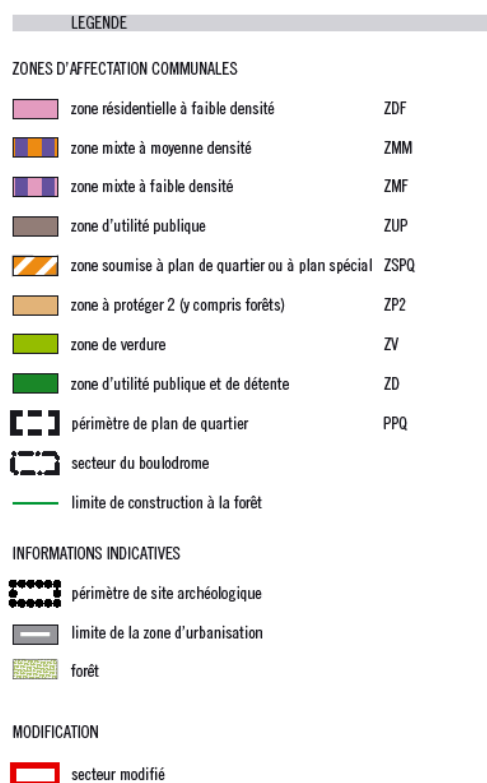 LEGENDE
ZONES D'AFFECTATION COMMUNALES
zone résidentielle à faible densité ZDF
zone mixte à moyenne densité ZMM
zone mixte à faible densité ZMF
zone d'utilité publique ZUP
zone soumise à plan de quartier ou à plan spécial ZSPQ
zone à protéger 2 (y compris forêts) ZP2
zone de verdure ZV
zone d'utilité publique et de détente ZD
périmètre de plan de quartier PPQ
secteur du boulodrome
limite de construction à la forêt
INFORMATIONS INDICATIVES
périmètre de site archéologique
limite de la zone d'urbanisation
forêt
MODIFICATION
secteur modifié